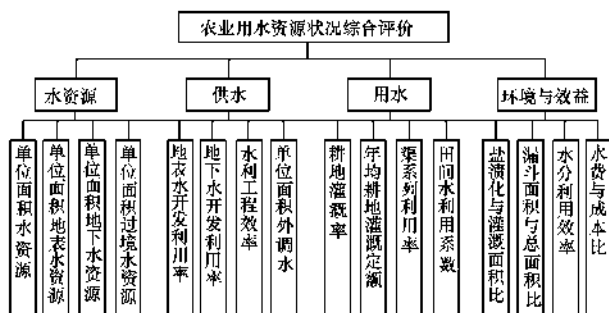 农业用水资源状况综合评价
水资源
供水
用水
环境与效益
单位面积水资源
单位面积地表水资源
单位面积地下水资源
单位面积过境水资源
地表水开发利用率
地下水开发利用率
水利工程效率
单位面积外调水
耕地灌溉率
年均耕地灌溉定额
渠系列利用率
田间水利用系数
盐渍化与灌溉面积比
漏斗面积与总面积比
水分利用效率
水费与成本比